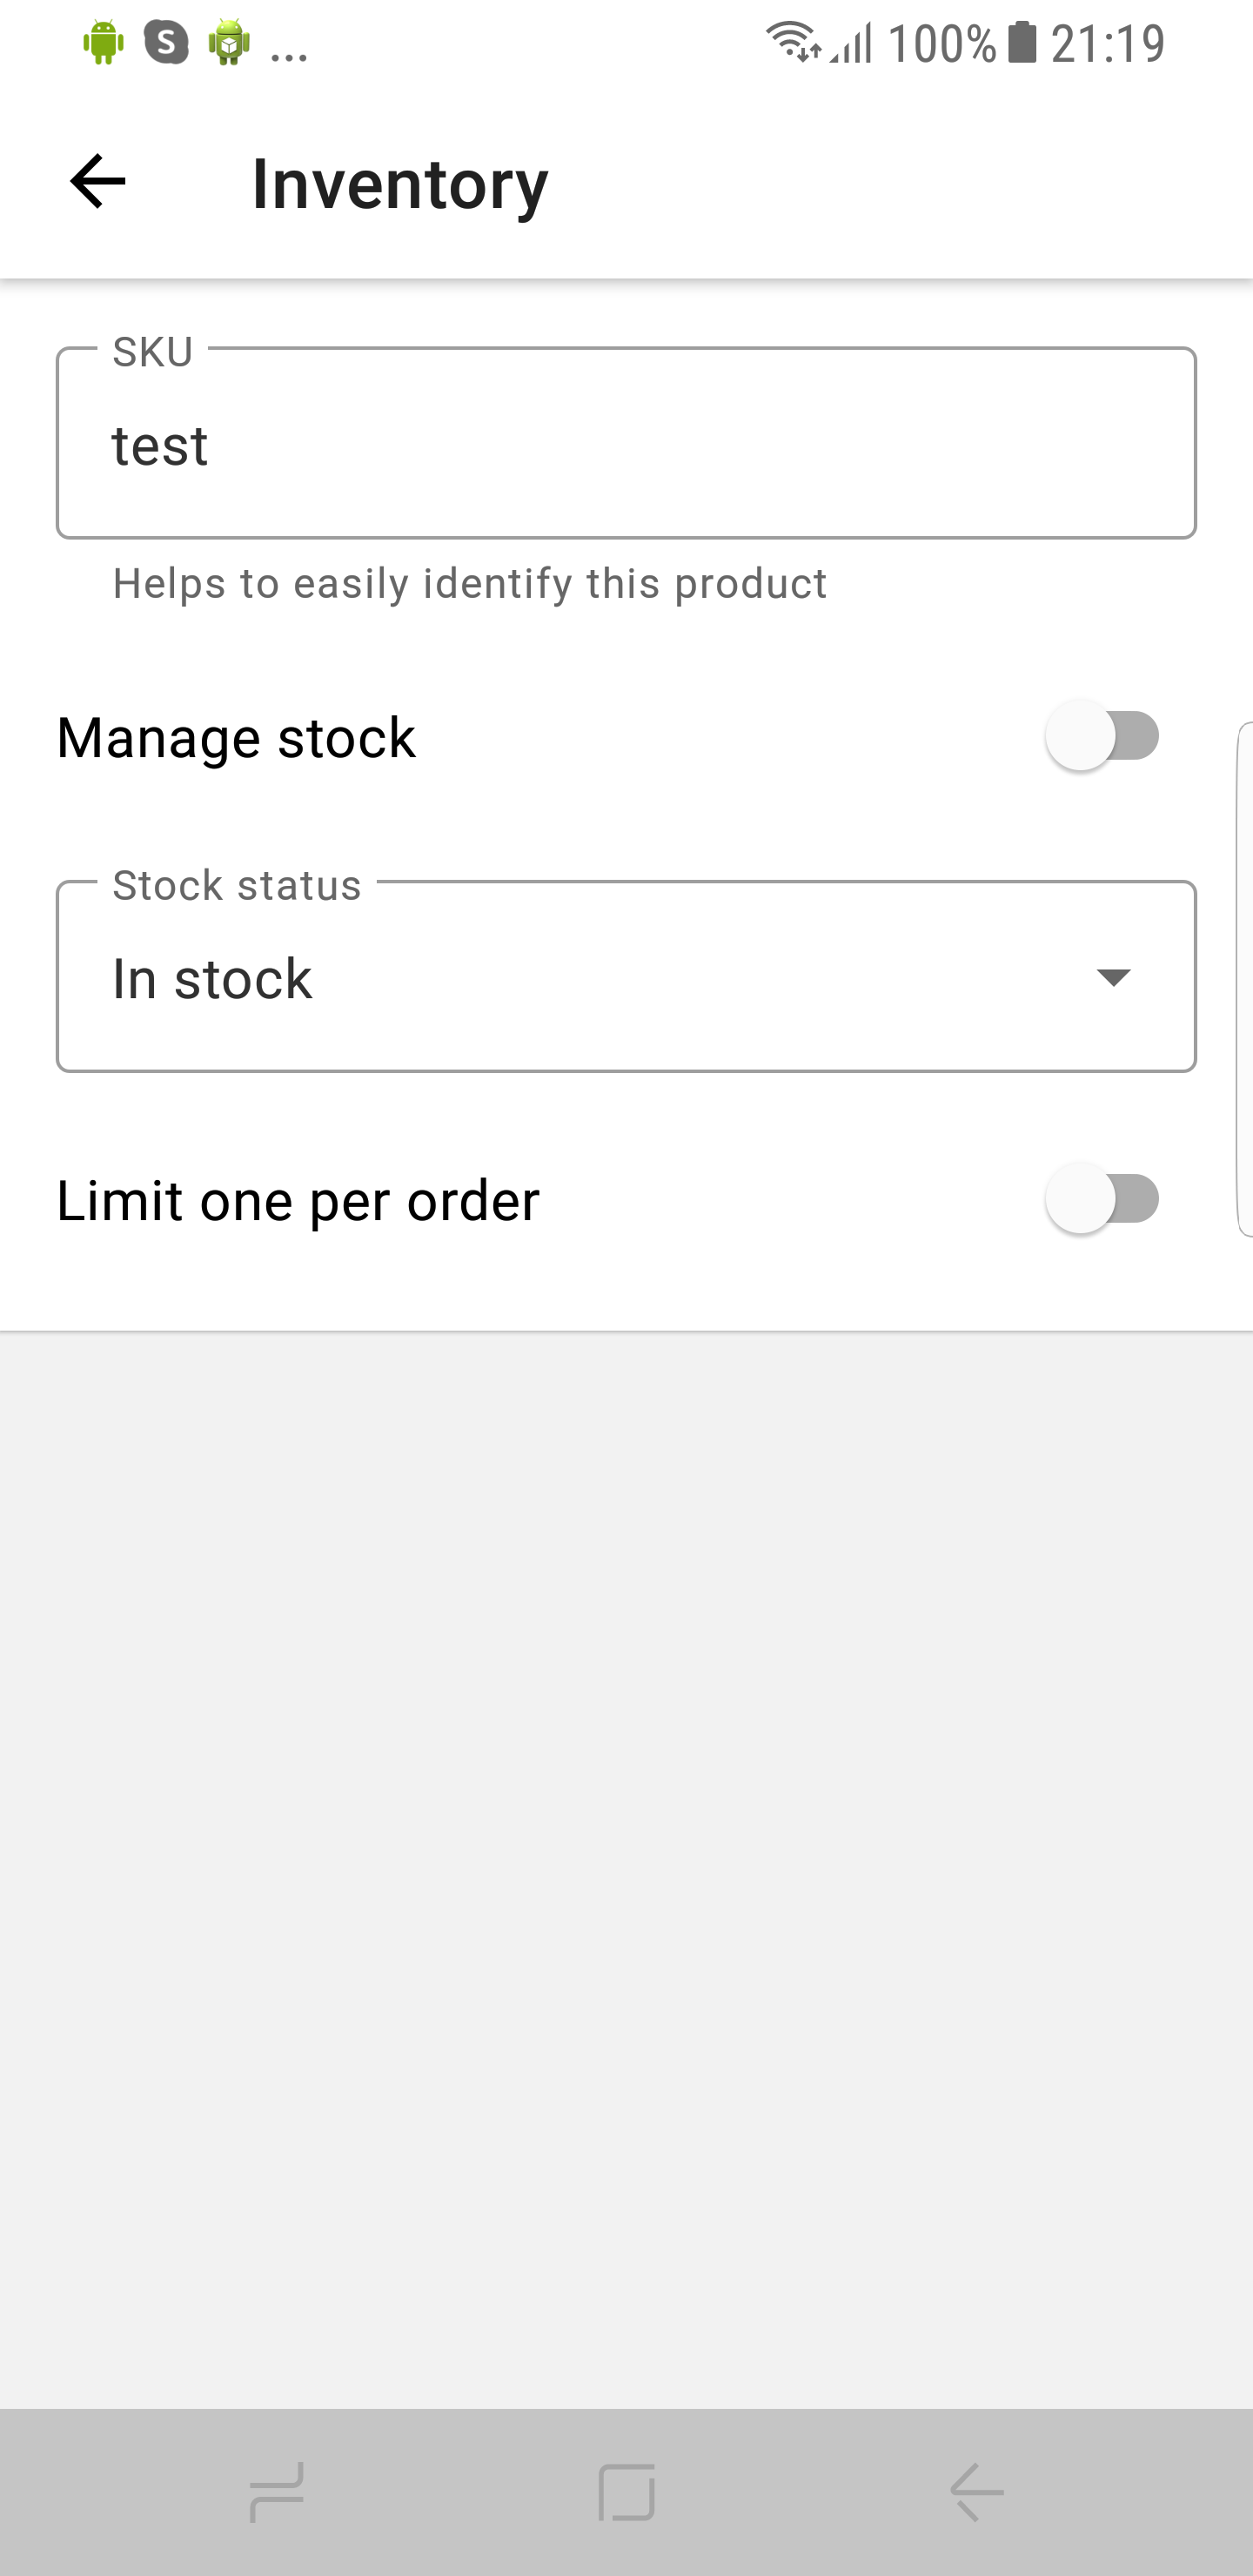 S ... 100% 21:19
Inventory
SKU
test
Helps to easily identify this product
Manage stock
Stock status
In stock
Limit one per order